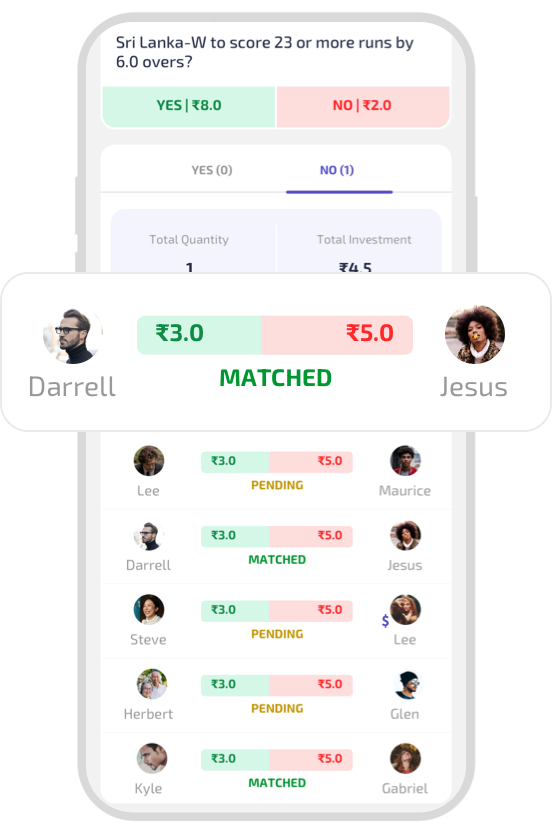 Sri Lanka-W to score 23 or more runs by
6.0 overs?
YES | ₹8.0 NO | ₹2.0
YES (0) NO (1)
Total Quantity Total Investment
1 ₹4.5
₹3.0 ₹5.0
MATCHED
Darrell Jesus
₹3.0 ₹5.0
PENDING
Lee Maurice
₹3.0 ₹5.0
MATCHED
Darrell Jesus
₹3.0 ₹5.0
PENDING
$
Steve Lee
₹3.0 ₹5.0
PENDING
Herbert Glen
₹3.0 ₹5.0
MATCHED
Kyle Gabriel